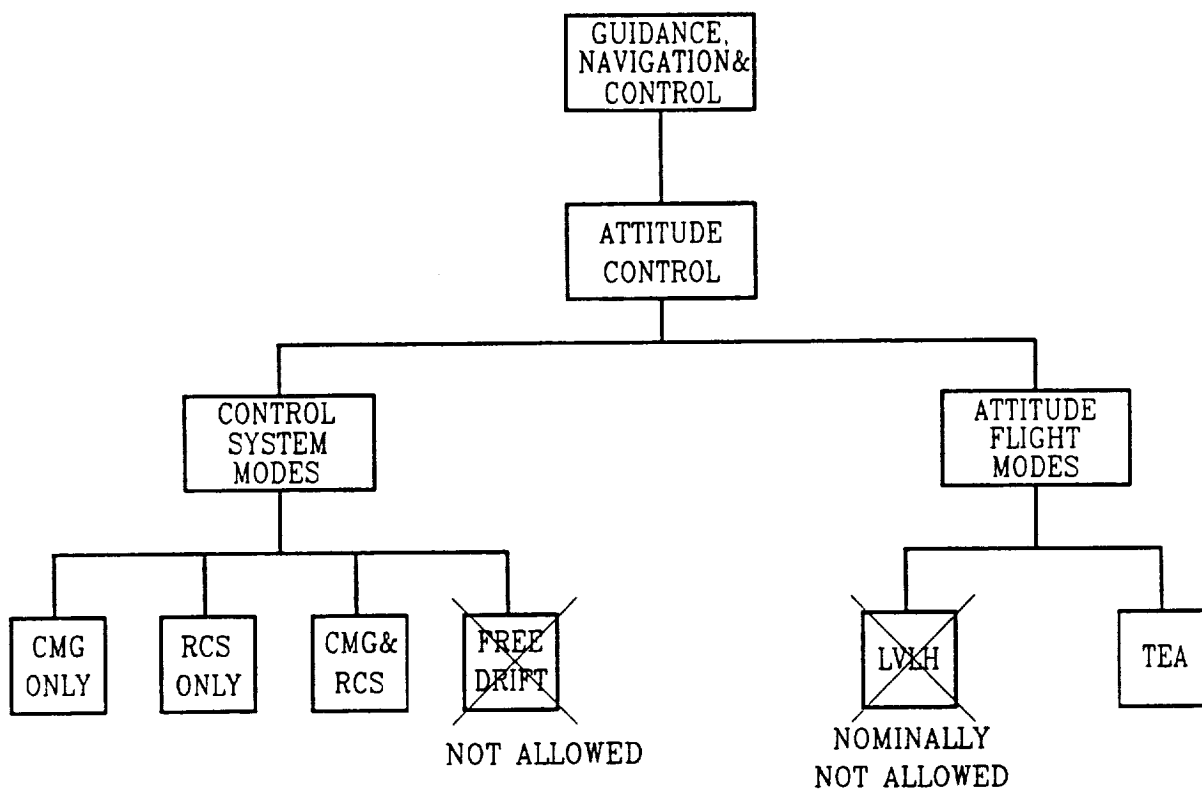 GUIDANCE,
NAVIGATION&
CONTROL
ATTITUDE
CONTROL
CONTROL
SYSTEM
MODES
ATTITUDE
FLIGHT
MODES
CMG
ONLY
RCS
ONLY
CMG&
RCS
FREE
DRIFT
NOT ALLOWED
LVLH
NOMINALLY
NOT ALLOWED
TEA